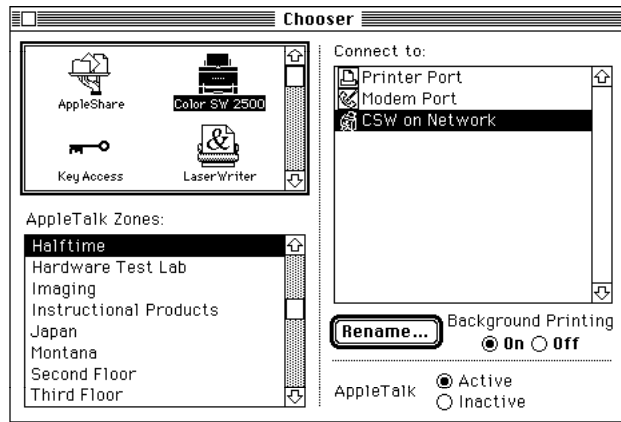 Chooser
AppleShare
Color SW 2500
Key Access
LaserWriter
AppleTalk Zones:
Halftime
Hardware Test Lab
Imaging
Instructional Products
Japan
Montana
Second Floor
Third Floor
Connect to:
Printer Port
Modem Port
CSW on Network
Rename...
Background Printing
On Off
AppleTalk
Active
Inactive